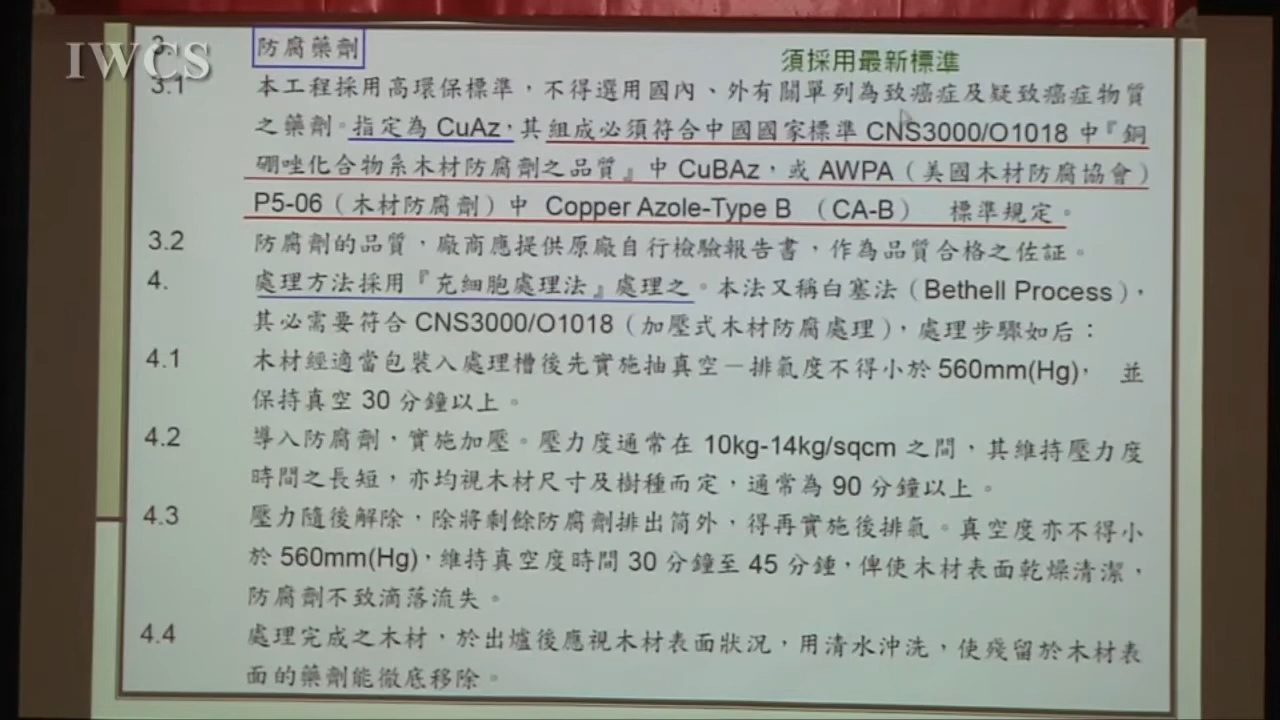 IWCS
3. 防腐藥劑
須採用最新標準
3.1 本工程採用高環保標準，不得選用國內、外有關單列為致癌症及疑致癌症物質
之藥劑。指定為 CuAz，其組成必須符合中國國家標準 CNS3000/O1018 中『銅
硼唑化合物系木材防腐劑之品質』中 CuBAz，或 AWPA（美國木材防腐協會）
P5-06（木材防腐劑）中 Copper Azole-Type B （CA-B） 標準規定。
3.2 防腐劑的品質，廠商應提供原廠自行檢驗報告書，作為品質合格之佐証。
4. 處理方法採用『充細胞處理法』處理之。本法又稱白塞法（Bethell Process），
其必需要符合 CNS3000/O1018（加壓式木材防腐處理），處理步驟如后：
4.1 木材經適當包裝入處理槽後先實施抽真空－排氣度不得小於 560mm(Hg)， 並
保持真空 30 分鐘以上。
4.2 導入防腐劑，實施加壓。壓力度通常在 10kg-14kg/sqcm 之間，其維持壓力度
時間之長短，亦均視木材尺寸及樹種而定，通常為 90 分鐘以上。
4.3 壓力隨後解除，除將剩餘防腐劑排出筒外，得再實施後排氣。真空度亦不得小
於 560mm(Hg)，維持真空度時間 30 分鐘至 45 分鍾，俾使木材表面乾燥清潔，
防腐劑不致滴落流失。
4.4 處理完成之木材，於出爐後應視木材表面狀況，用清水沖洗，使殘留於木材表
面的藥劑能徹底移除。